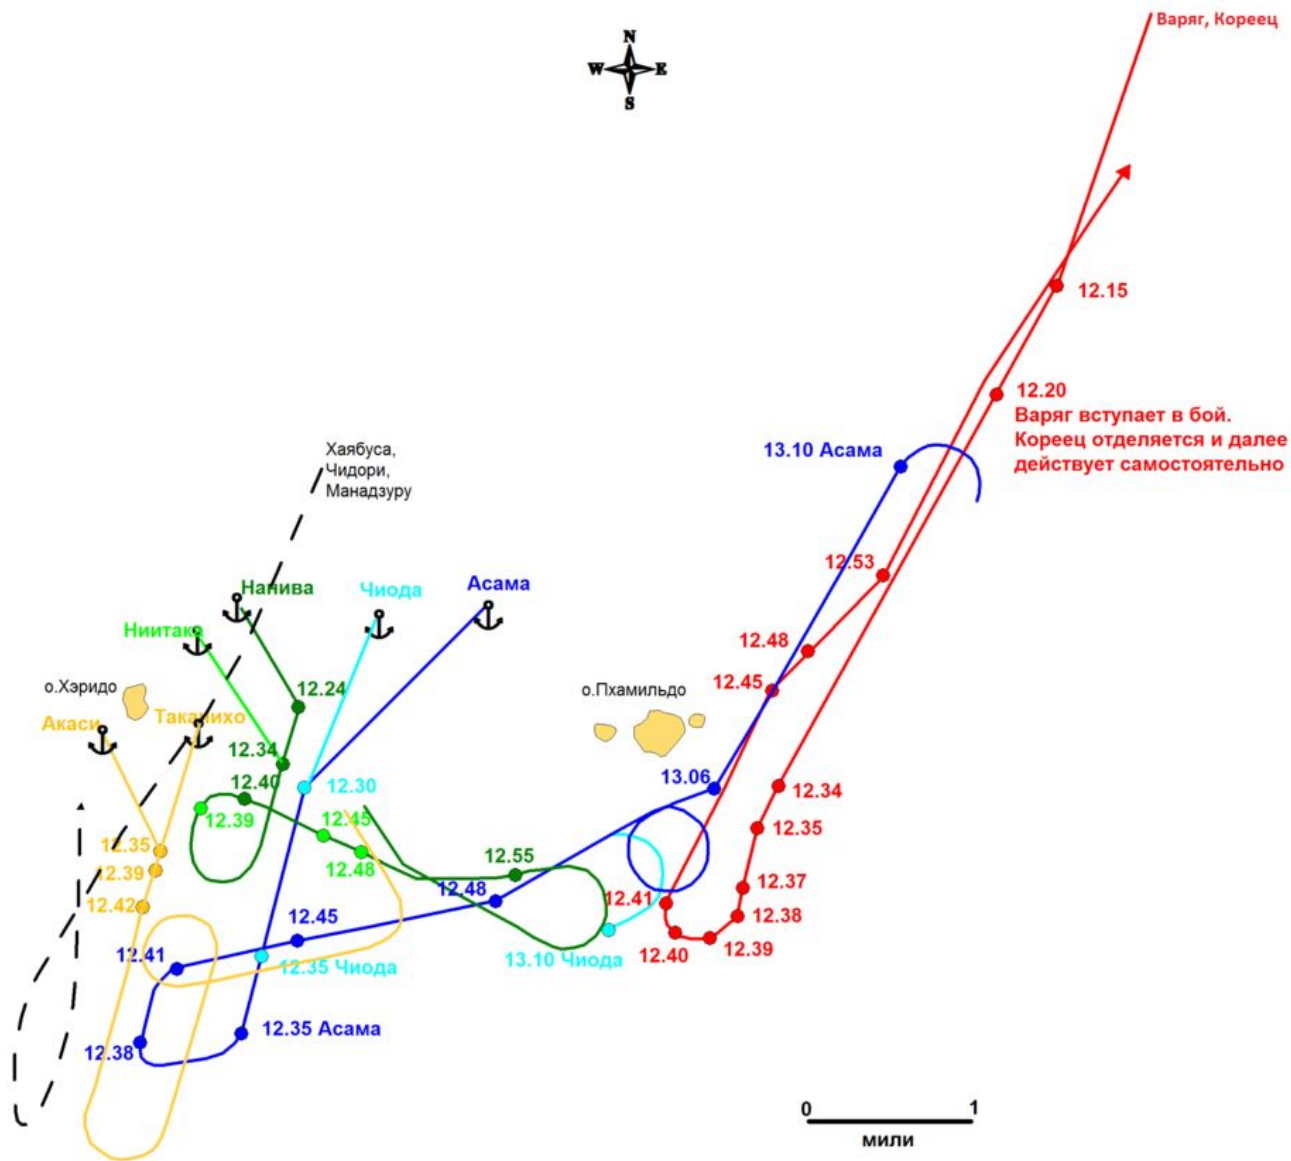 Варяг, Кореец
N
W E
S
12.15
12.20
Варяг вступает в бой.
Кореец отделяется и далее
действует самостоятельно
13.10 Асама
Хаябуса,
Чидори,
Манадзуру
12.53
Нанива
Чиода
Асама
Ниитака
12.48
о.Хэридо
12.24
о.Пхамильдо
12.45
Акаси
Такачихо
12.34
12.40
12.30
13.06
12.34
12.39
12.45
12.35
12.35
12.48
12.39
12.55
12.37
12.42
12.48
12.41
12.38
12.45
12.41
12.35 Чиода
13.10 Чиода
12.40
12.39
12.35 Асама
12.38
0 1
мили